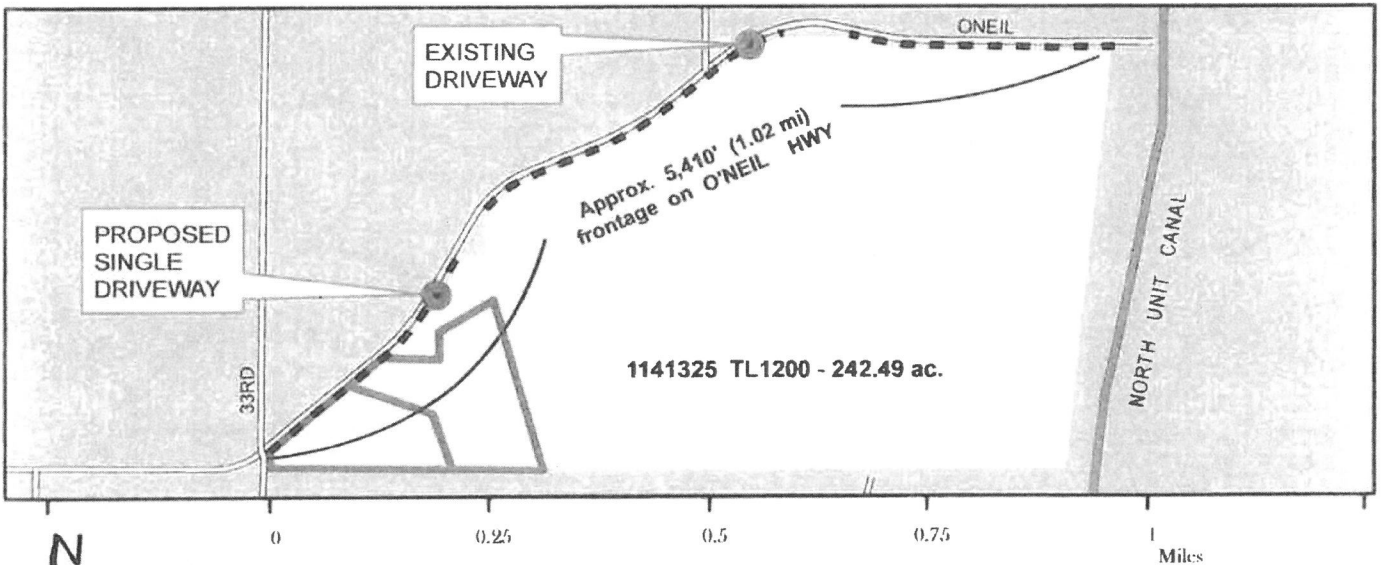 ONEIL
EXISTING
DRIVEWAY
Approx. 5,410' (1.02 mi)
frontage on O'NEIL HWY
PROPOSED
SINGLE
DRIVEWAY
NORTH UNIT CANAL
1141325 TL1200 - 242.49 ac.
33RD
0 0.25 0.5 0.75 1
Miles
N